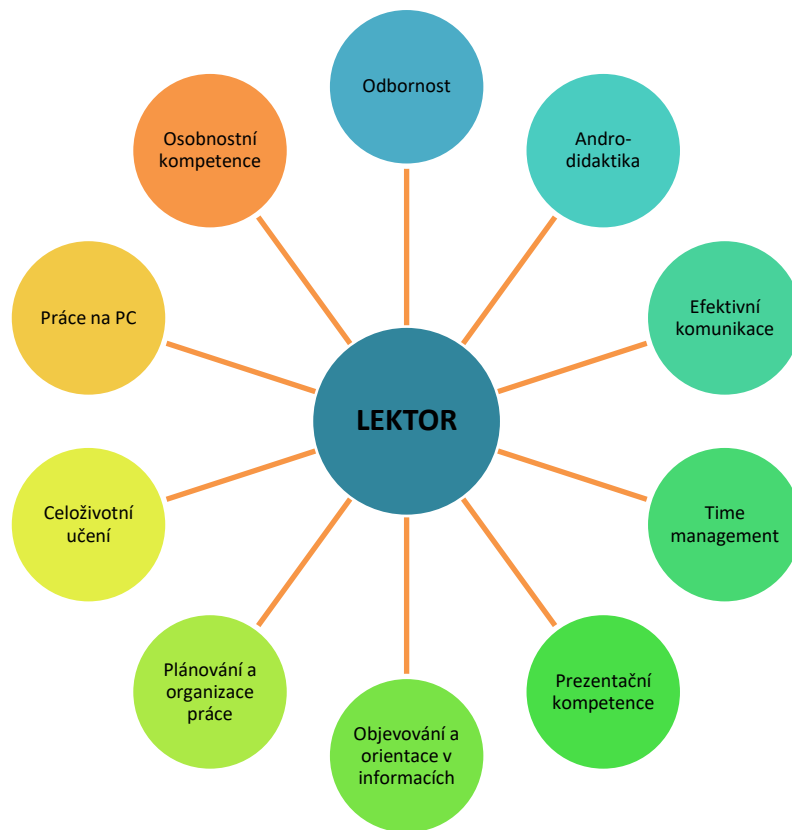 Odbornost
Andro-
didaktika
Efektivní
komunikace
Time
management
Prezentační
kompetence
Objevování a
orientace v
informacích
Plánování a
organizace
práce
Celoživotní
učení
Práce na PC
Osobnostní
kompetence
LEKTOR